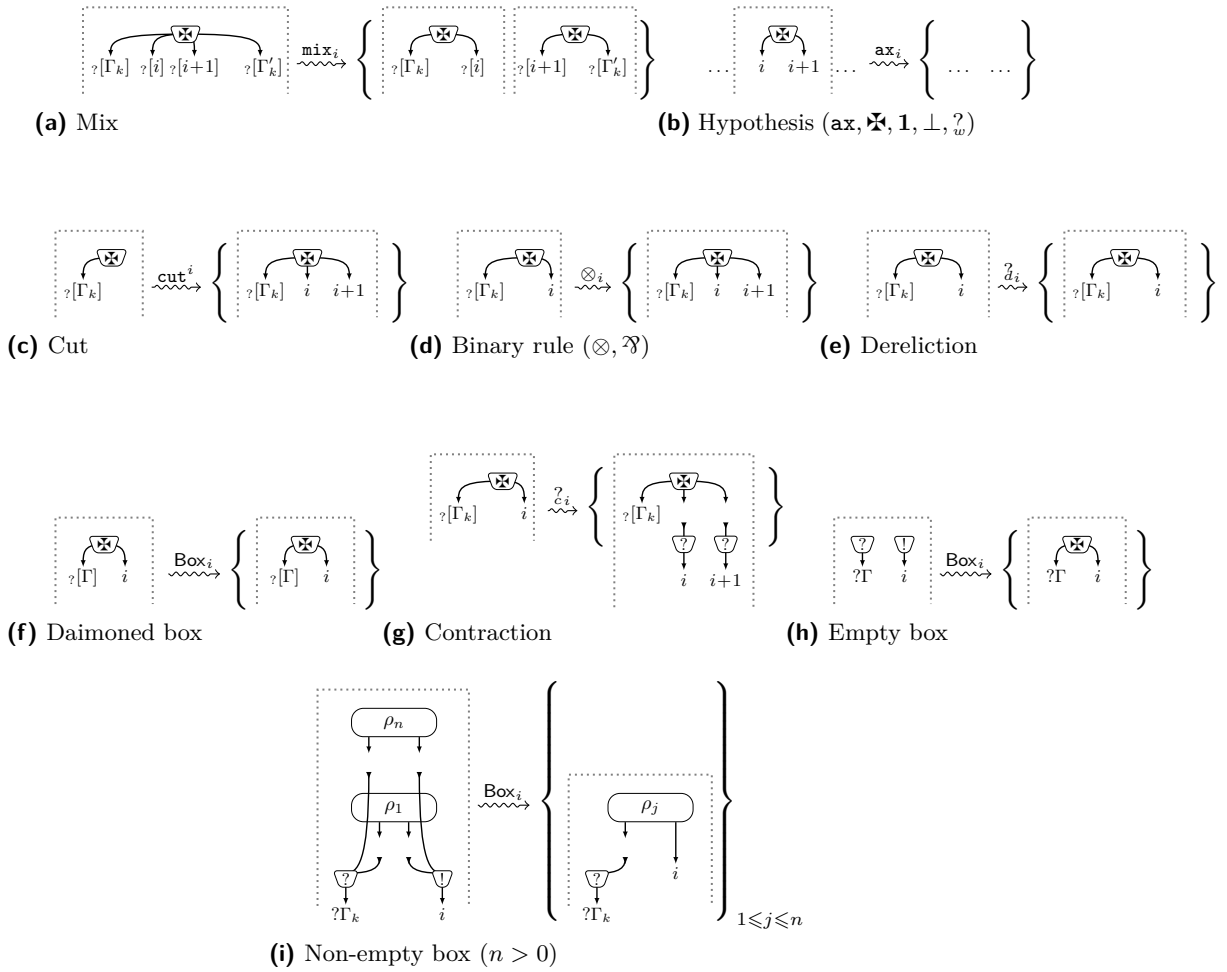 ✠ ✠ ✠ ✠
?[Γₖ] ?[i] ?[i+1] ?[Γ′ₖ] mixᵢ { ?[Γₖ] ?[i] ?[i+1] ?[Γ′ₖ] } … i i+1 … axᵢ { … … }
(a) Mix (b) Hypothesis (ax, ✠, 1, ⊥, ?w)
✠ ✠ ✠ ✠ ✠ ✠
?[Γₖ] cutⁱ { ?[Γₖ] i i+1 } ?[Γₖ] i ⊗ᵢ { ?[Γₖ] i i+1 } ?[Γₖ] i ?dᵢ { ?[Γₖ] i }
(c) Cut (d) Binary rule (⊗, ⅋) (e) Dereliction
✠ ✠
?[Γₖ] i ?cᵢ { ?[Γₖ] }
? ?
i i+1
✠ ✠ ? ! ✠
?[Γ] i Boxᵢ { ?[Γ] i } ?Γ i Boxᵢ { ?Γ i }
(f) Daimoned box (g) Contraction (h) Empty box
ρₙ
ρ₁ Boxᵢ { ρⱼ }
? ! ? i
?Γₖ i ?Γₖ 1⩽j⩽n
(i) Non-empty box (n > 0)